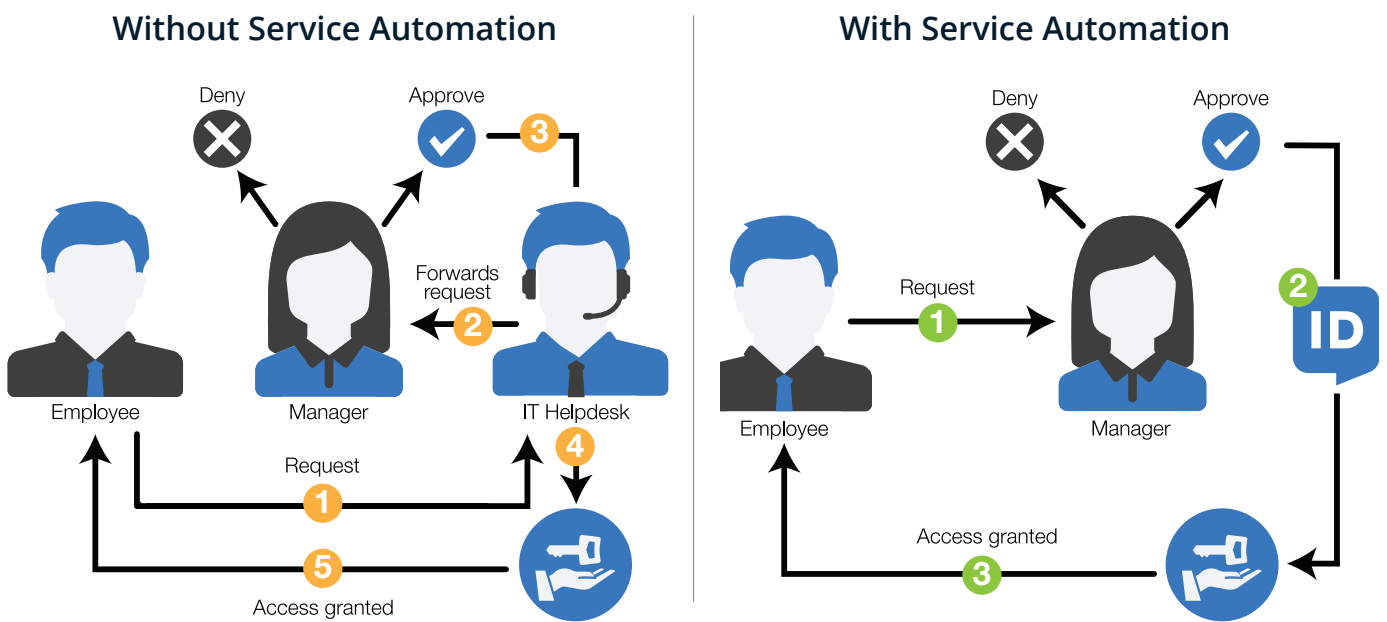 Without Service Automation
Deny
Approve
3
Forwards
request
2
Employee
Manager
IT Helpdesk
4
Request
1
5
Access granted
With Service Automation
Deny
Approve
Request
1
2
ID
Employee
Manager
Access granted
3